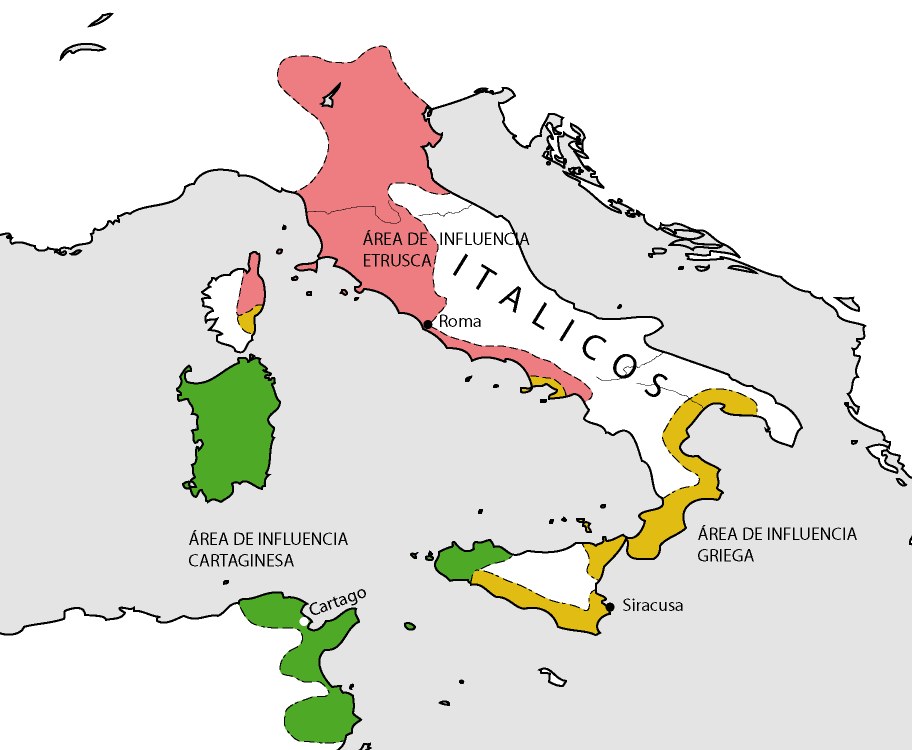 ÁREA DE INFLUENCIA
ETRUSCA
ITALICOS
Roma
ÁREA DE INFLUENCIA
CARTAGINESA
ÁREA DE INFLUENCIA
GRIEGA
Cartago
Siracusa